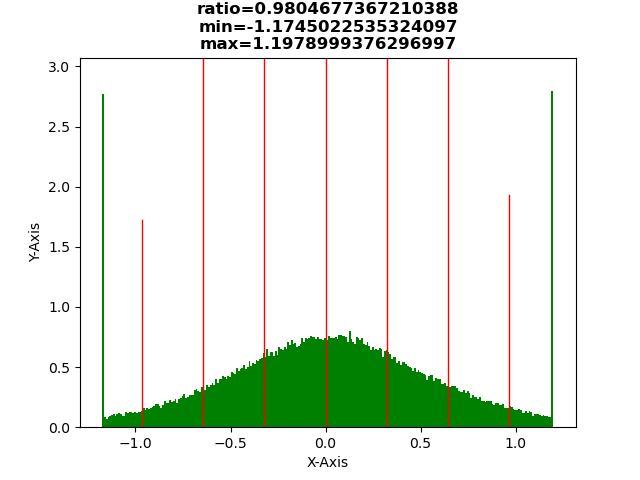 ratio=0.9804677367210388
min=-1.1745022535324097
max=1.1978999376296997
3.0
2.5
2.0
1.5
1.0
0.5
0.0
Y-Axis
−1.0
−0.5
0.0
0.5
1.0
X-Axis